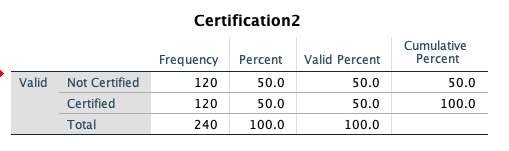 Certification2
Frequency Percent Valid Percent Cumulative Percent
Valid Not Certified 120 50.0 50.0 50.0
Certified 120 50.0 50.0 100.0
Total 240 100.0 100.0